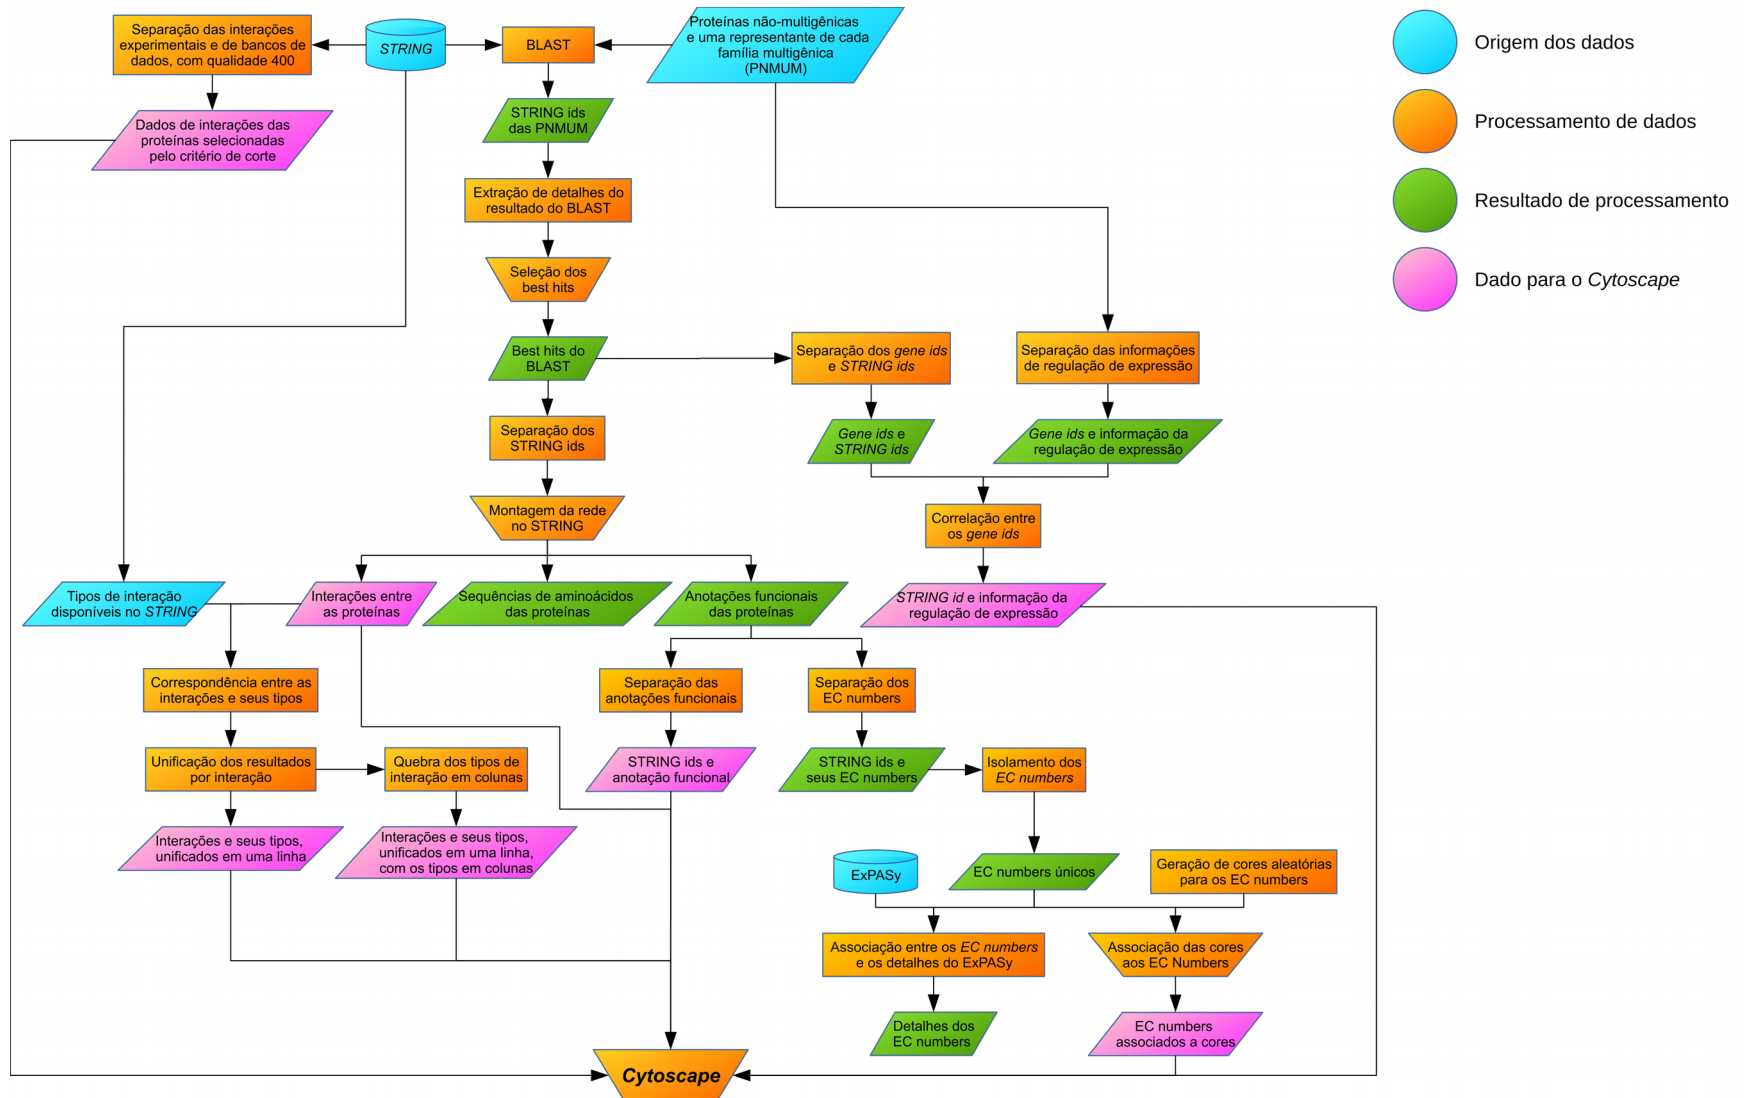 Separação das interações
experimentais e de bancos de
dados, com qualidade 400
STRING
BLAST
Proteínas não-multigênicas
e uma representante de cada
família multigênica
(PNMUM)
Origem dos dados
Processamento de dados
Resultado de processamento
Dado para o Cytoscape
Dados de interações das
proteínas selecionadas
pelo critério de corte
STRING ids
das PNMUM
Extração de detalhes do
resultado do BLAST
Seleção dos
best hits
Best hits do
BLAST
Separação dos gene ids
e STRING ids
Separação das informações
de regulação de expressão
Separação dos
STRING ids
Gene ids e
STRING ids
Gene ids e informação da
regulação de expressão
Montagem da rede
no STRING
Correlação entre
os gene ids
Tipos de interação
disponíveis no STRING
Interações entre
as proteínas
Sequências de aminoácidos
das proteínas
Anotações funcionais
das proteínas
STRING id e informação da
regulação de expressão
Correspondência entre as
interações e seus tipos
Separação das
anotações funcionais
Separação dos
EC numbers
Unificação dos resultados
por interação
Quebra dos tipos de
interação em colunas
STRING ids e
anotação funcional
STRING ids e
seus EC numbers
Isolamento dos
EC numbers
Interações e seus tipos,
unificados em uma linha
Interações e seus tipos,
unificados em uma linha,
com os tipos em colunas
ExPASy
EC numbers únicos
Geração de cores aleatórias
para os EC numbers
Associação entre os EC numbers
e os detalhes do ExPASy
Associação das cores
aos EC Numbers
Detalhes dos
EC numbers
EC numbers
associados a cores
Cytoscape